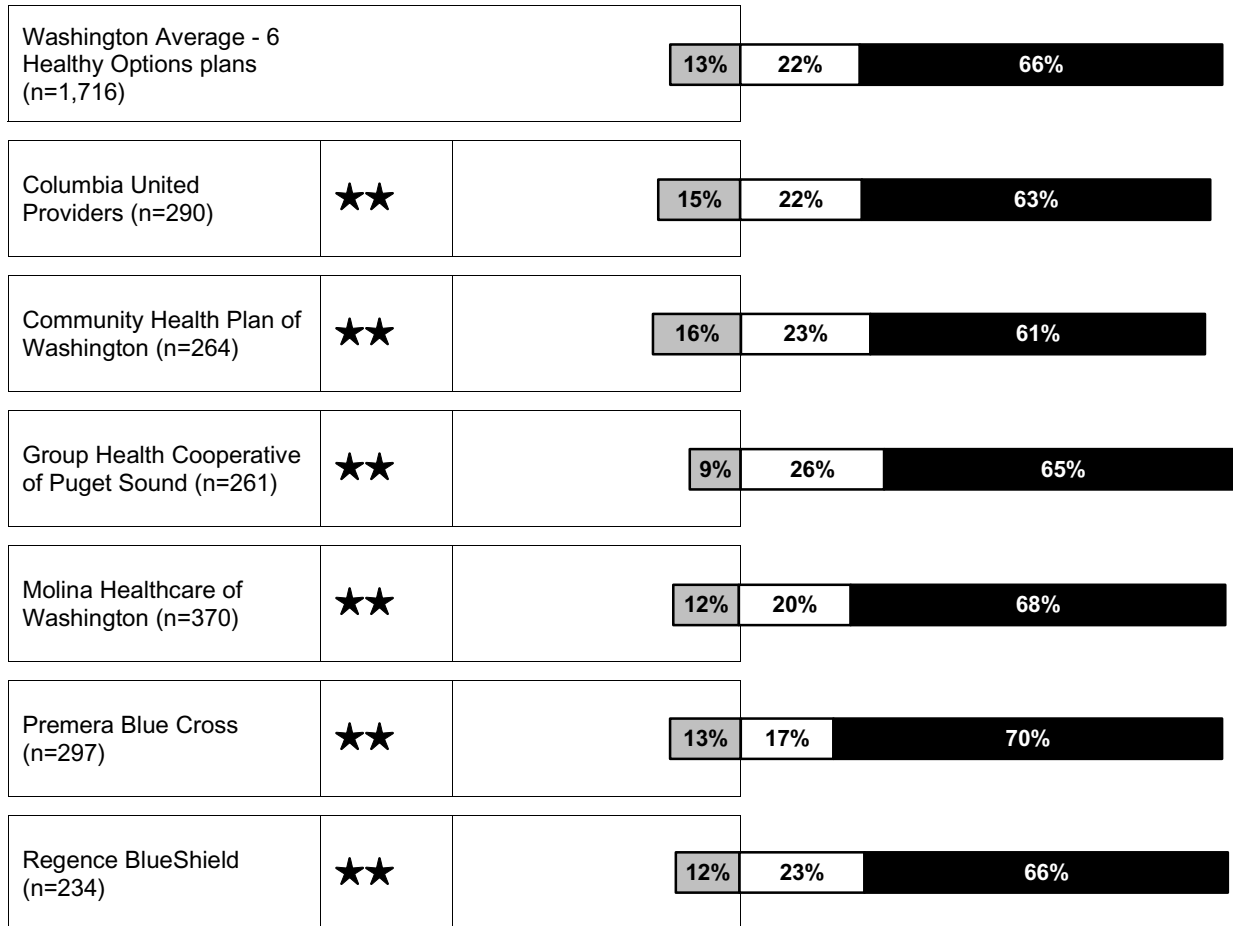 Washington Average - 6
Healthy Options plans
(n=1,716)
13% 22% 66%
Columbia United
Providers (n=290)
★★
15% 22% 63%
Community Health Plan of
Washington (n=264)
★★
16% 23% 61%
Group Health Cooperative
of Puget Sound (n=261)
★★
9% 26% 65%
Molina Healthcare of
Washington (n=370)
★★
12% 20% 68%
Premera Blue Cross
(n=297)
★★
13% 17% 70%
Regence BlueShield
(n=234)
★★
12% 23% 66%